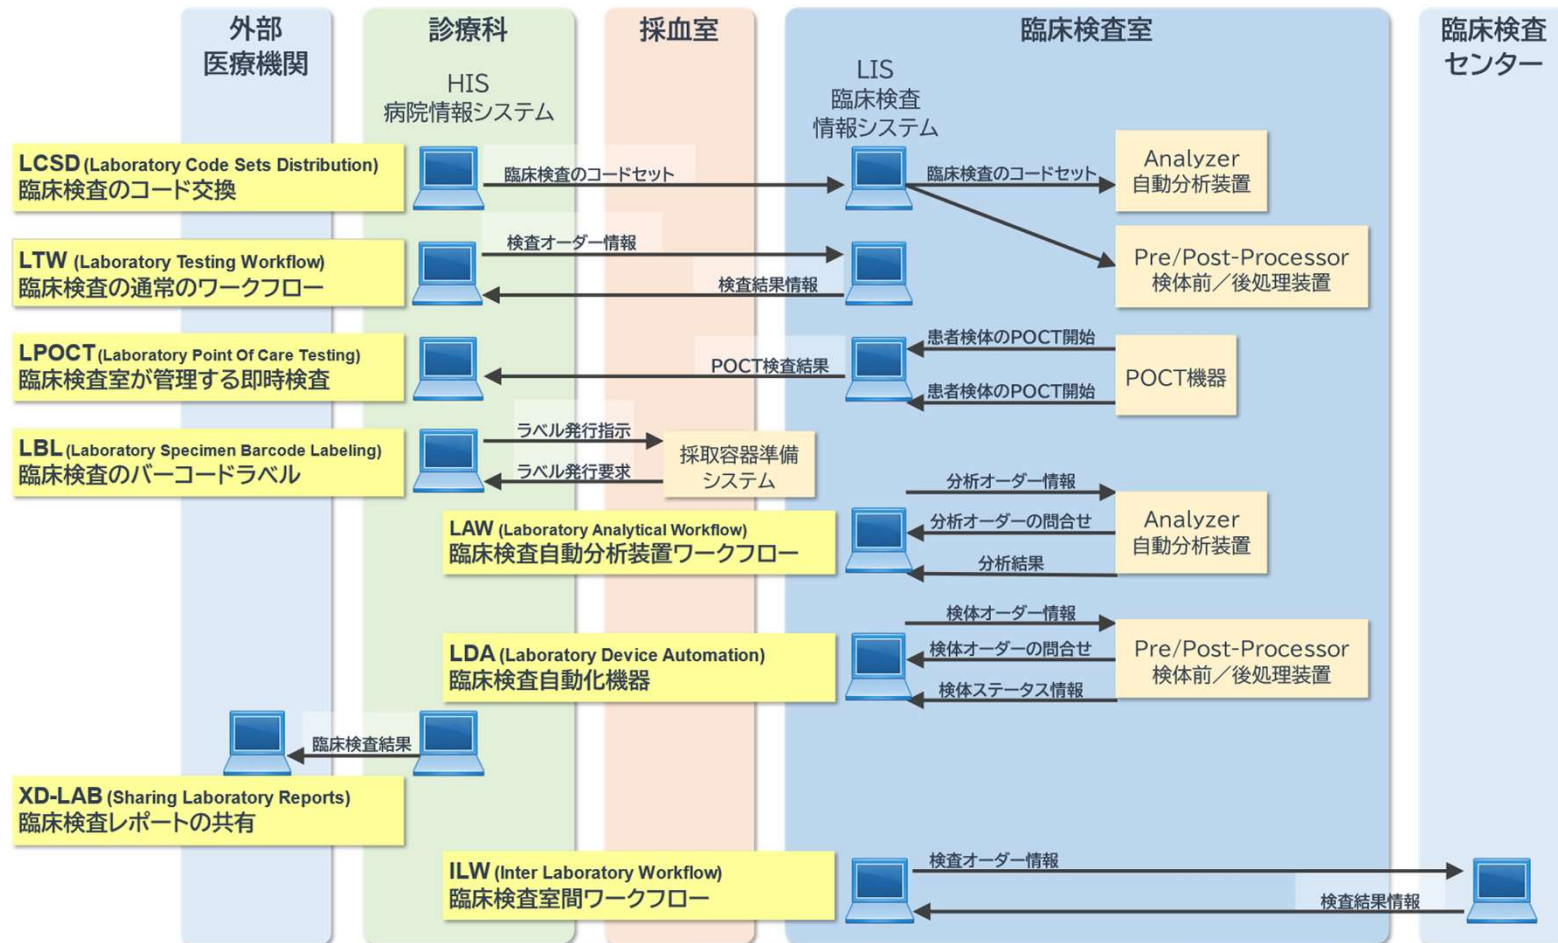 外部
医療機関
診療科
採血室
臨床検査室
臨床検査
センター
HIS
病院情報システム
LIS
臨床検査
情報システム
LCSD (Laboratory Code Sets Distribution)
臨床検査のコード交換
臨床検査のコードセット
臨床検査のコードセット
Analyzer
自動分析装置
LTW (Laboratory Testing Workflow)
臨床検査の通常のワークフロー
検査オーダー情報
検査結果情報
Pre/Post-Processor
検体前／後処理装置
LPOCT (Laboratory Point Of Care Testing)
臨床検査室が管理する即時検査
POCT検査結果
患者検体のPOCT開始
患者検体のPOCT開始
POCT機器
LBL (Laboratory Specimen Barcode Labeling)
臨床検査のバーコードラベル
ラベル発行指示
ラベル発行要求
採取容器準備
システム
LAW (Laboratory Analytical Workflow)
臨床検査自動分析装置ワークフロー
分析オーダー情報
分析オーダーの問合せ
分析結果
Analyzer
自動分析装置
LDA (Laboratory Device Automation)
臨床検査自動化機器
検体オーダー情報
検体オーダーの問合せ
検体ステータス情報
Pre/Post-Processor
検体前／後処理装置
臨床検査結果
XD-LAB (Sharing Laboratory Reports)
臨床検査レポートの共有
ILW (Inter Laboratory Workflow)
臨床検査室間ワークフロー
検査オーダー情報
検査結果情報